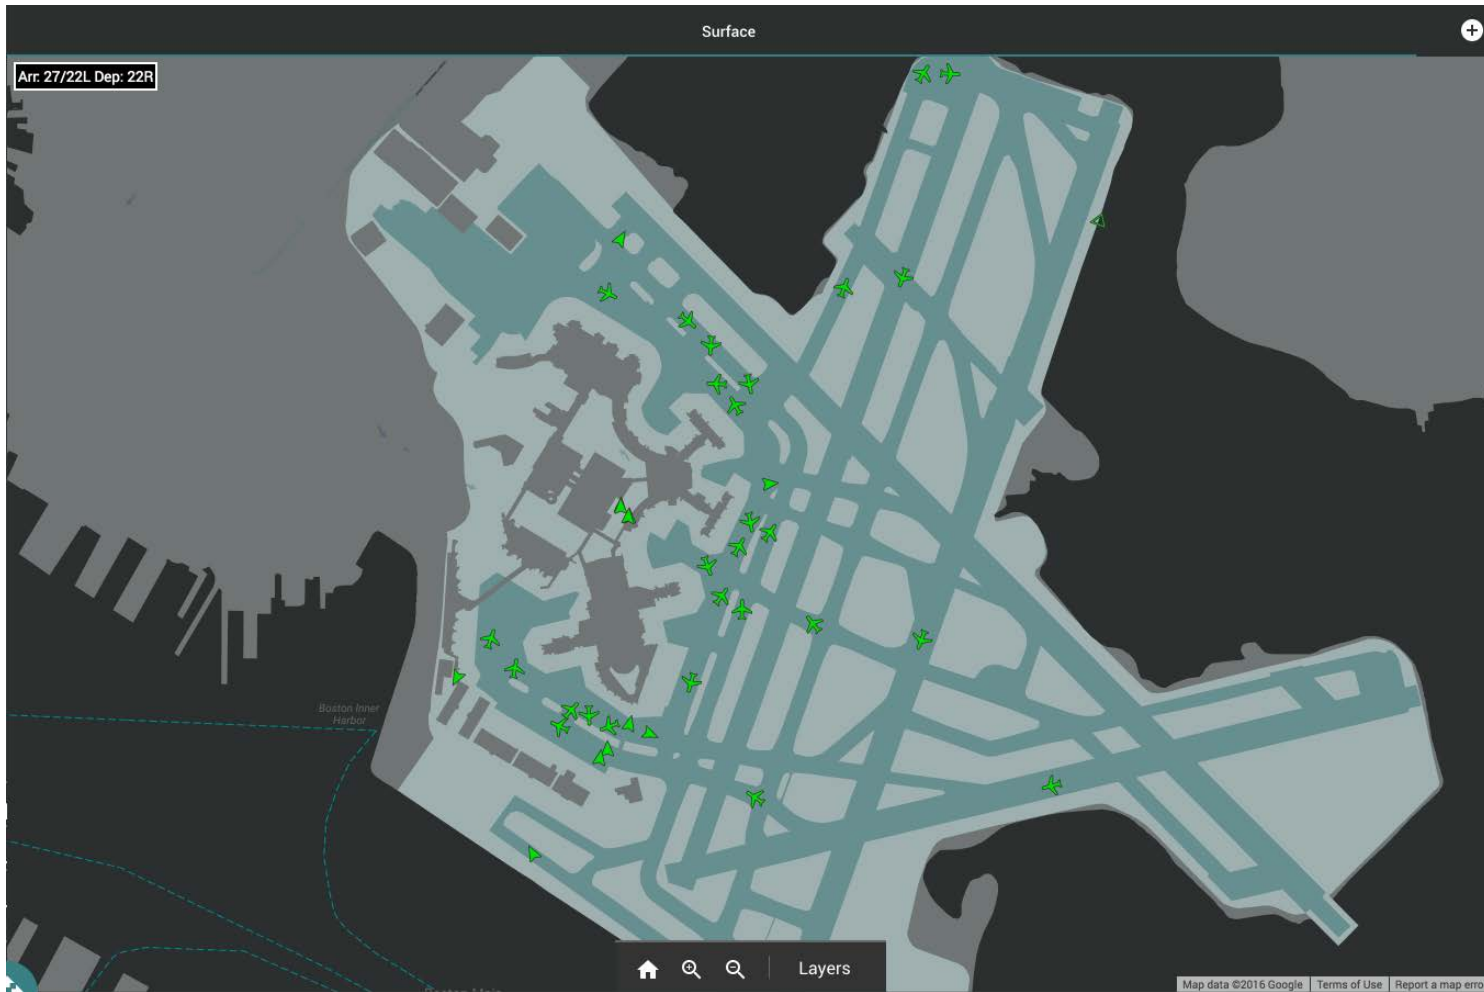 Surface
Arr: 27/22L Dep: 22R
Boston Inner
Harbor
Layers
Map data ©2016 Google
Terms of Use
Report a map erro